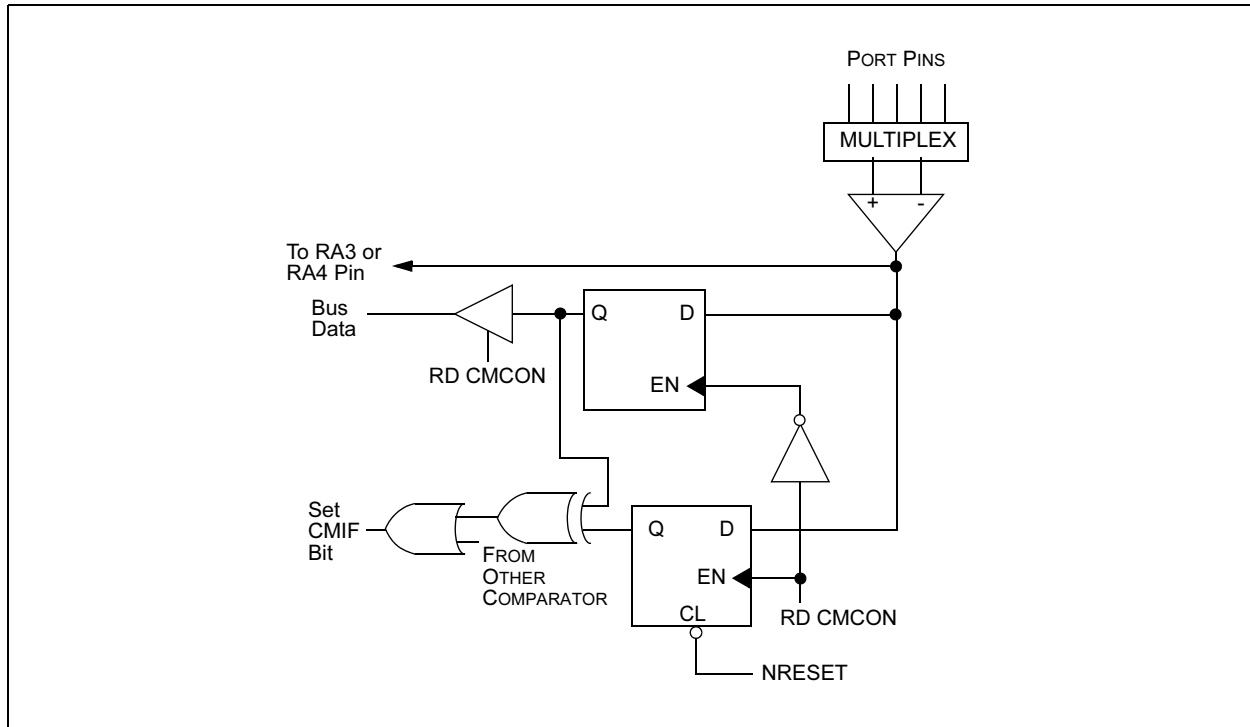 PORT PINS
MULTIPLEX
+ -
To RA3 or
RA4 Pin
Bus
Data
Q D
RD CMCON
EN
Set
CMIF
Bit
Q D
FROM
OTHER
COMPARATOR
EN
CL
RD CMCON
NRESET